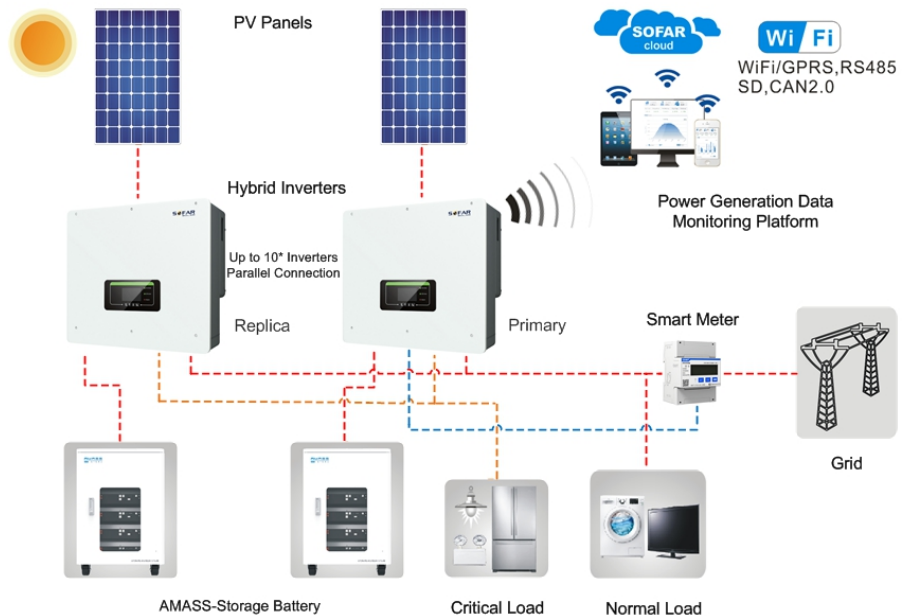 PV Panels
SOFAR
cloud
Wi Fi
WiFi/GPRS,RS485
SD,CAN2.0
Hybrid Inverters
SOFAR
SOFAR
Power Generation Data
Monitoring Platform
Up to 10* Inverters
Parallel Connection
Replica
Primary
Smart Meter
Grid
AMASS
AMASS
AMASS-Storage Battery
Critical Load
Normal Load